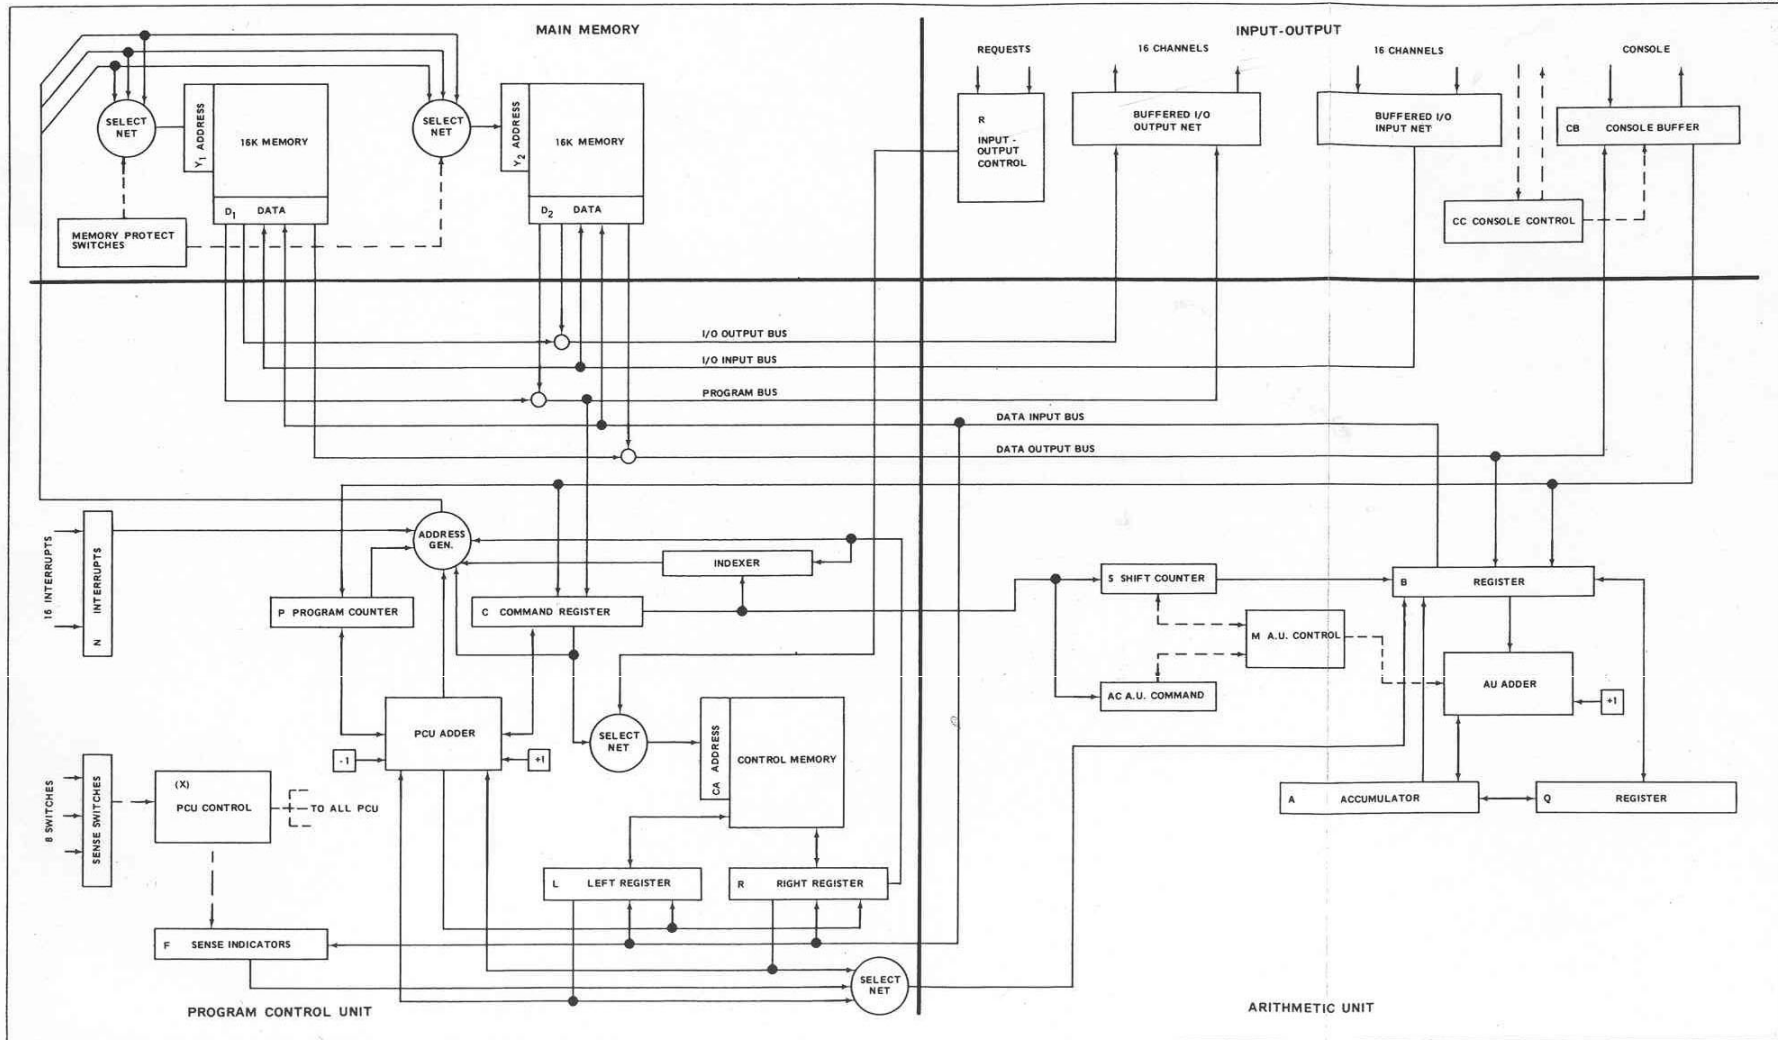 MAIN MEMORY
SELECT
NET
Y1 ADDRESS
16K MEMORY
D1 DATA
SELECT
NET
Y2 ADDRESS
16K MEMORY
D2 DATA
MEMORY PROTECT
SWITCHES
INPUT-OUTPUT
REQUESTS
R
INPUT -
OUTPUT
CONTROL
16 CHANNELS
BUFFERED I/O
OUTPUT NET
16 CHANNELS
BUFFERED I/O
INPUT NET
CONSOLE
CB CONSOLE BUFFER
CC CONSOLE CONTROL
I/O OUTPUT BUS
I/O INPUT BUS
PROGRAM BUS
DATA INPUT BUS
DATA OUTPUT BUS
16 INTERRUPTS
N INTERRUPTS
ADDRESS
GEN.
INDEXER
P PROGRAM COUNTER
C COMMAND REGISTER
PCU ADDER
-1
+1
SELECT
NET
CA ADDRESS
CONTROL MEMORY
8 SWITCHES
SENSE SWITCHES
(X)
PCU CONTROL
TO ALL PCU
L LEFT REGISTER
R RIGHT REGISTER
F SENSE INDICATORS
SELECT
NET
PROGRAM CONTROL UNIT
S SHIFT COUNTER
B REGISTER
M A.U. CONTROL
AC A.U. COMMAND
AU ADDER
+1
A ACCUMULATOR
Q REGISTER
ARITHMETIC UNIT